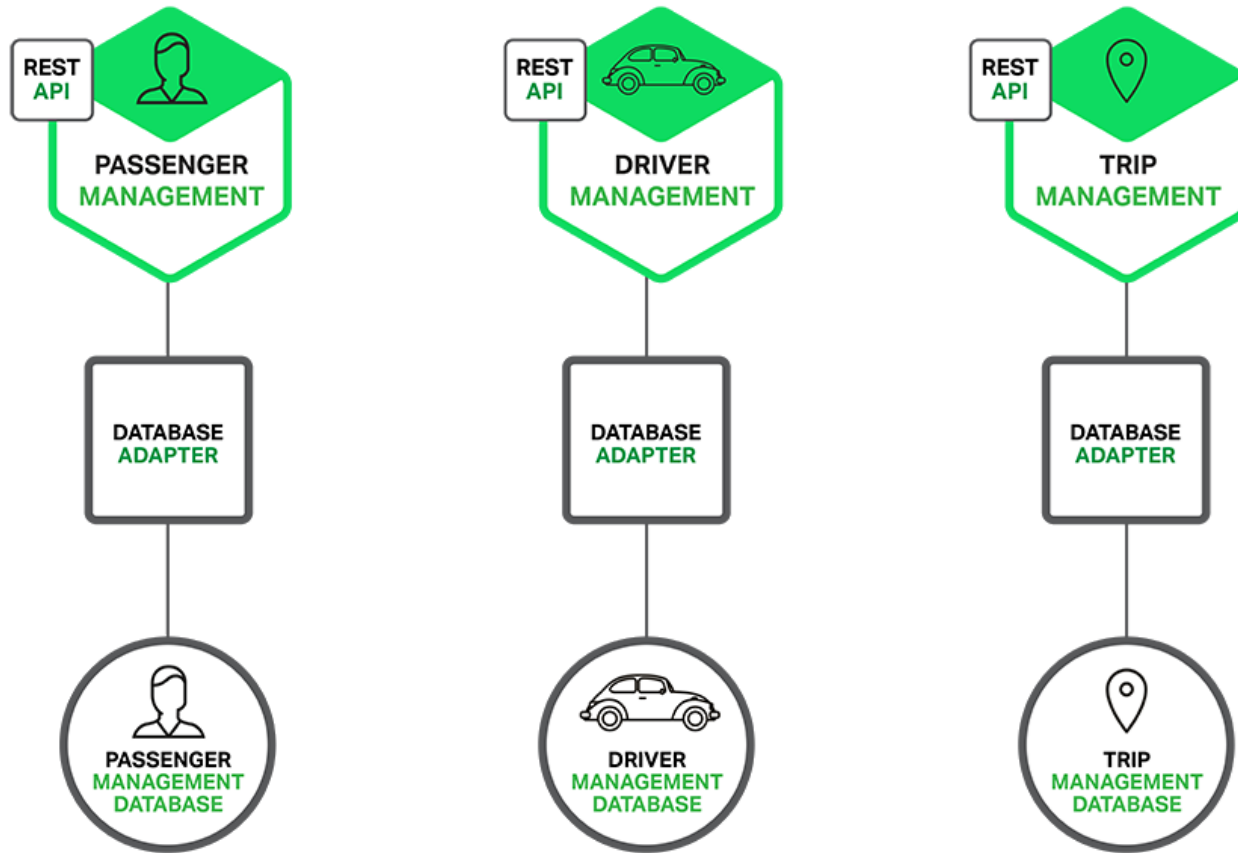 REST
API
PASSENGER
MANAGEMENT
REST
API
DRIVER
MANAGEMENT
REST
API
TRIP
MANAGEMENT
DATABASE
ADAPTER
DATABASE
ADAPTER
DATABASE
ADAPTER
PASSENGER
MANAGEMENT
DATABASE
DRIVER
MANAGEMENT
DATABASE
TRIP
MANAGEMENT
DATABASE